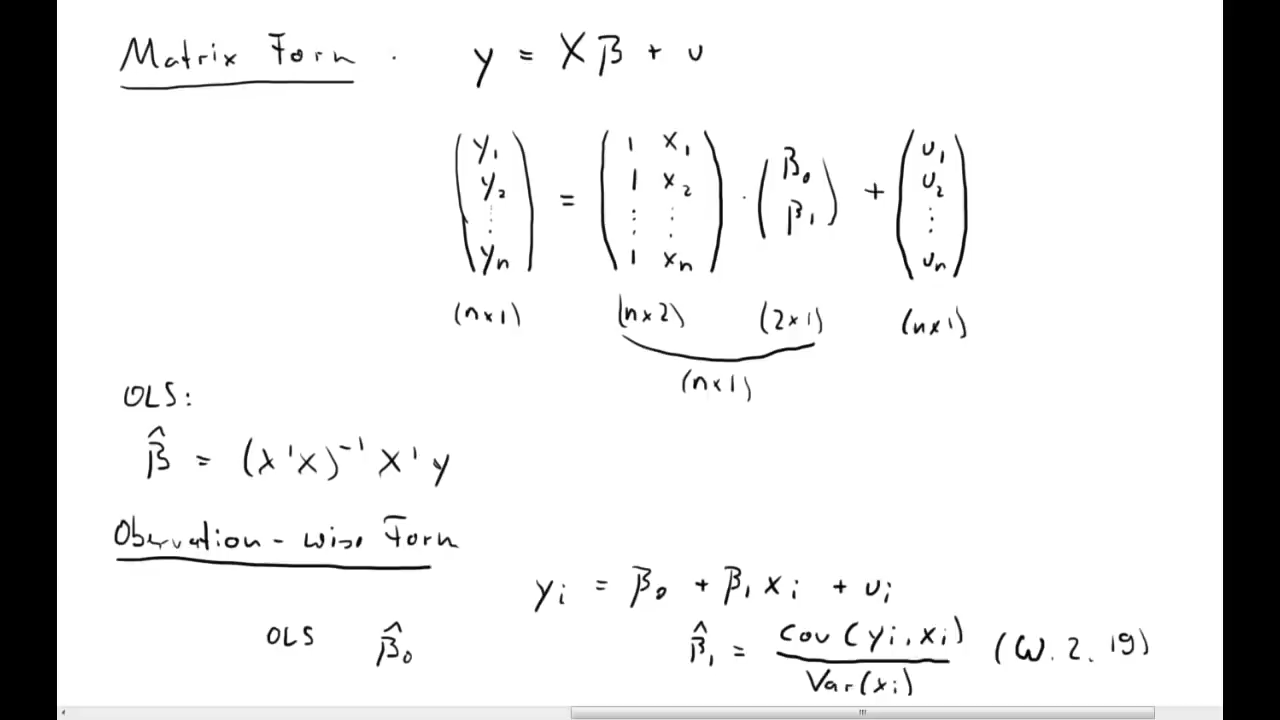 Matrix Form . y = X β + u
(y₁ y₂ ⋮ yₙ) = (1 x₁ 1 x₂ ⋮ ⋮ 1 xₙ) · (β₀ β₁) + (u₁ u₂ ⋮ uₙ)
(n×1) (n×2) (2×1) (n×1)
(n×1)
OLS:
β̂ = (X'X)⁻¹ X'y
Obervation - wise Form
yᵢ = β₀ + β₁ xᵢ + uᵢ
OLS β̂₀ β̂₁ = Cov(yᵢ, xᵢ) / Var(xᵢ) (W. 2. 19)